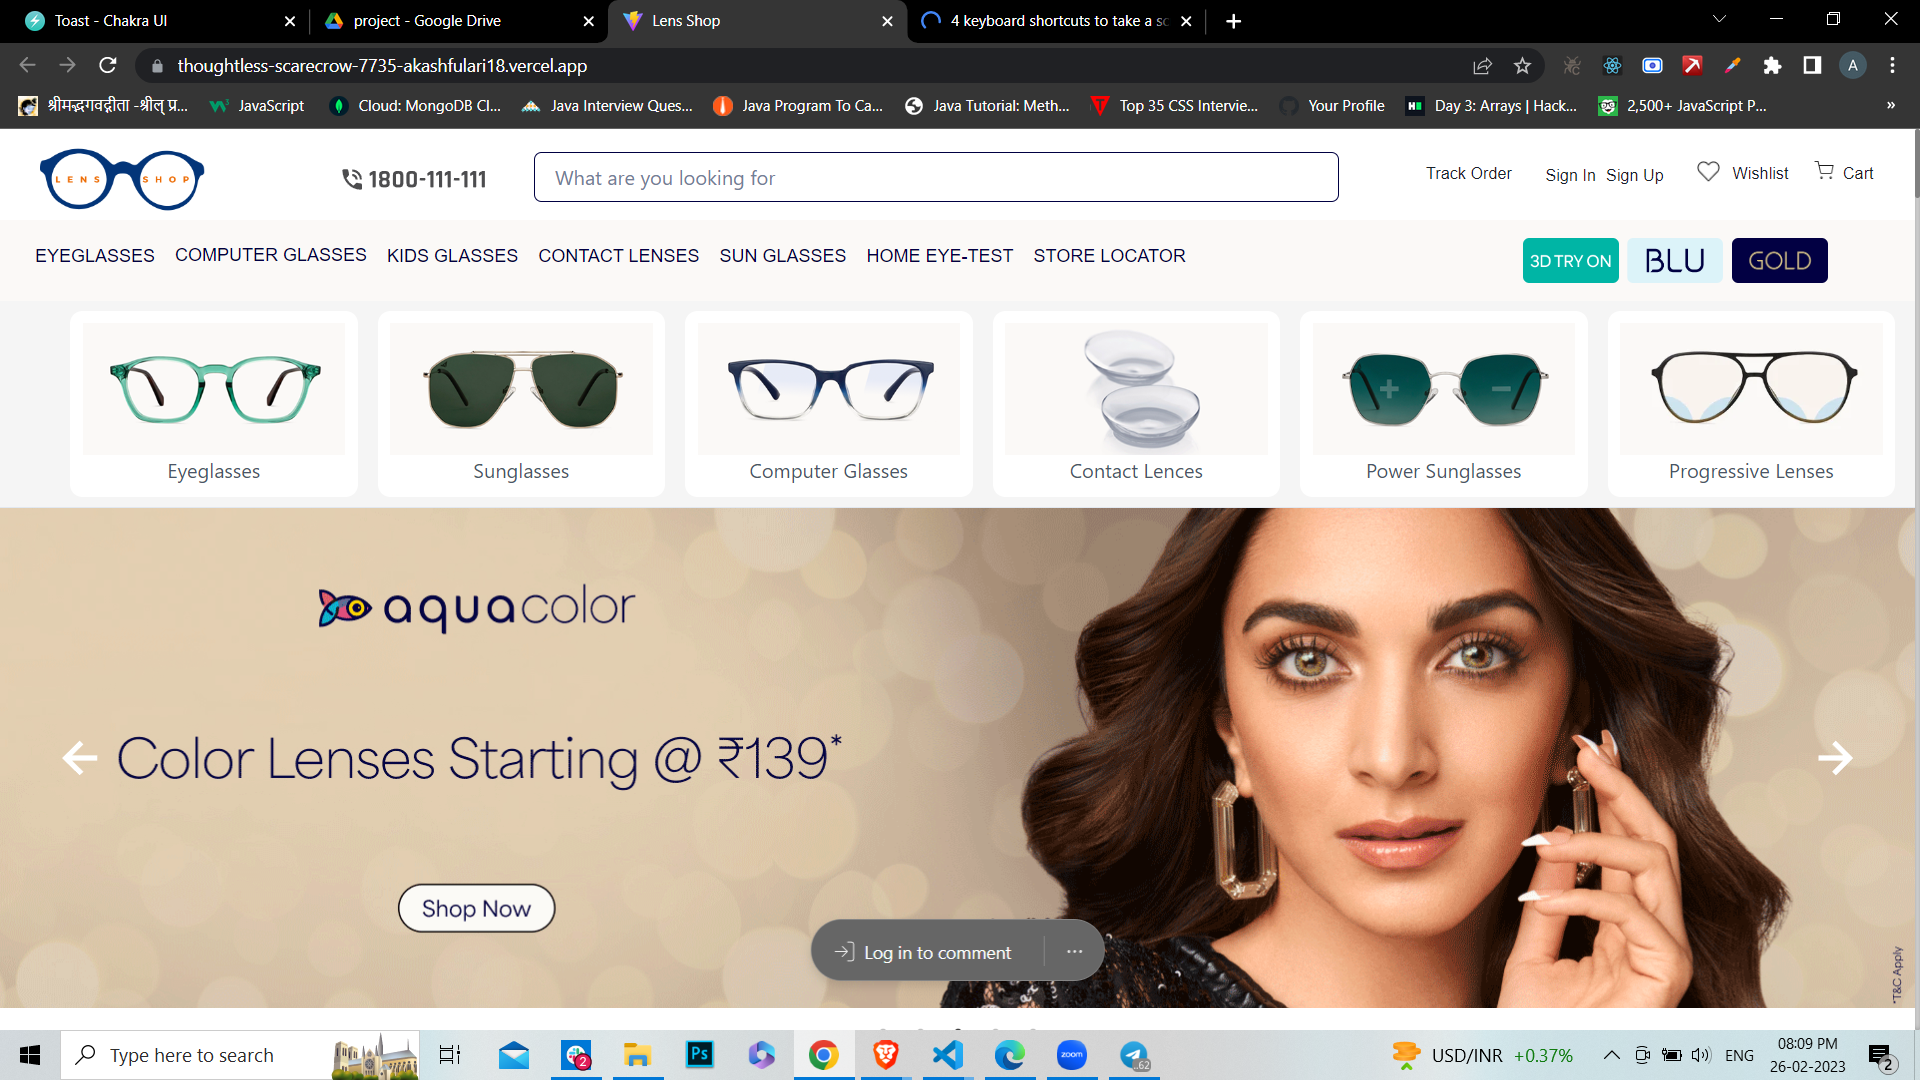 Toast - Chakra UI
project - Google Drive
Lens Shop
4 keyboard shortcuts to take a sc
thoughtless-scarecrow-7735-akashfulari18.vercel.app
A
श्रीमद्भगवद्गीता -श्रील् प्र...
JavaScript
Cloud: MongoDB Cl...
Java Interview Ques...
Java Program To Ca...
Java Tutorial: Meth...
Top 35 CSS Intervie...
Your Profile
Day 3: Arrays | Hack...
2,500+ JavaScript P...
»
LENS SHOP
1800-111-111
What are you looking for
Track Order
Sign In
Sign Up
Wishlist
Cart
EYEGLASSES
COMPUTER GLASSES
KIDS GLASSES
CONTACT LENSES
SUN GLASSES
HOME EYE-TEST
STORE LOCATOR
3D TRY ON
BLU
GOLD
Eyeglasses
Sunglasses
Computer Glasses
Contact Lences
Power Sunglasses
Progressive Lenses
aquacolor
Color Lenses Starting @ ₹139*
Shop Now
Log in to comment
*T&C Apply
Type here to search
2
Ps
zoom
..62
USD/INR +0.37%
ENG
08:09 PM
26-02-2023
2